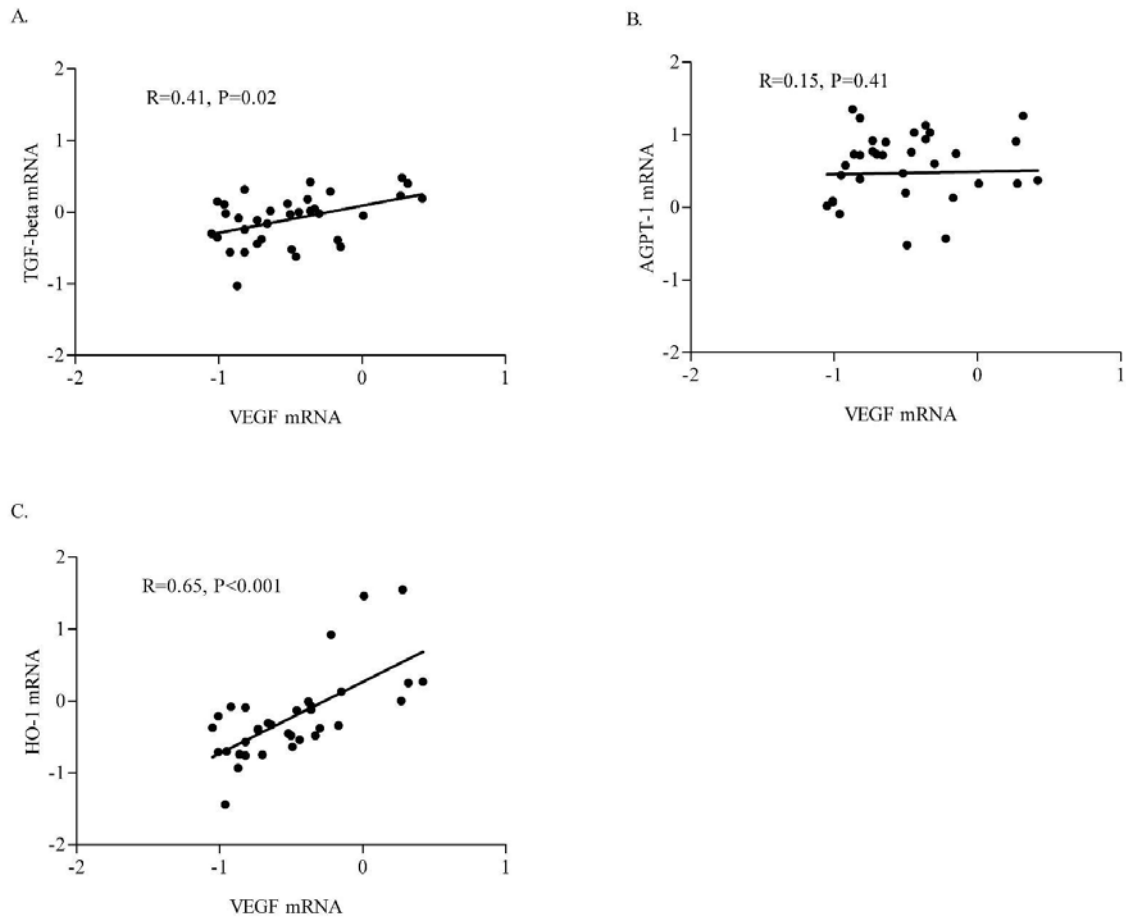 A.
2
R=0.41, P=0.02
1
0
-1
-2
TGF-beta mRNA
-2
-1
0
1
VEGF mRNA
B.
2
R=0.15, P=0.41
1
0
-1
-2
AGPT-1 mRNA
-2
-1
0
1
VEGF mRNA
C.
2
R=0.65, P<0.001
1
0
-1
-2
HO-1 mRNA
-2
-1
0
1
VEGF mRNA